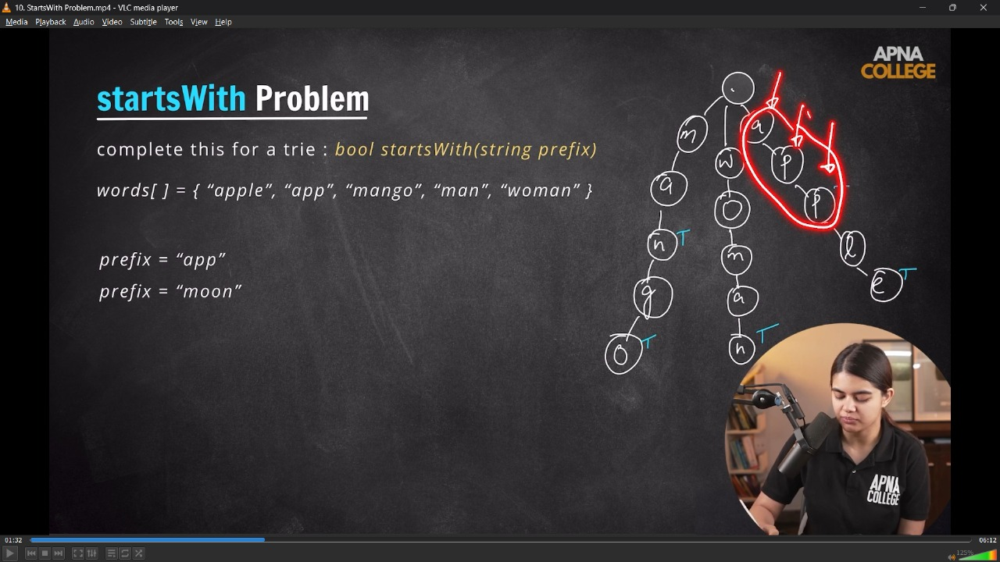 10. StartsWith Problem.mp4 - VLC media player
Media Playback Audio Video Subtitle Tools View Help
APNA
COLLEGE
startsWith Problem
complete this for a trie : bool startsWith(string prefix)
words[ ] = { “apple”, “app”, “mango”, “man”, “woman” }
prefix = “app”
prefix = “moon”
m
a
n T
g
o T
w
o
m
a
n T
a
p
p
l
e T
APNA
COLLEGE
01:32
06:12
125%